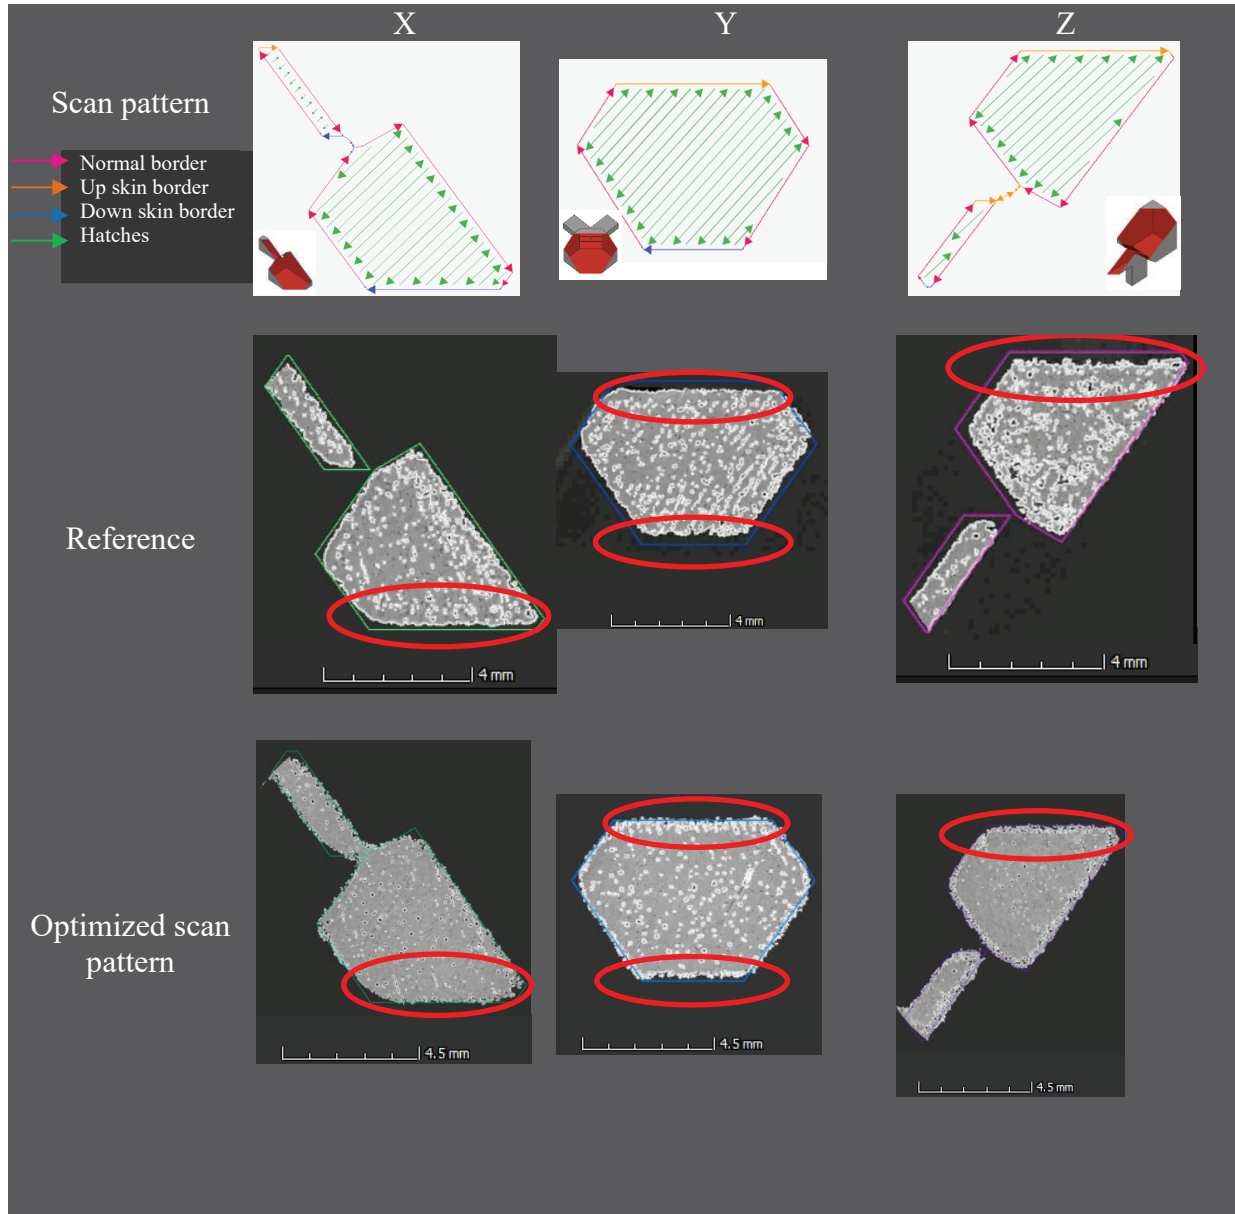 X
Y
Z
Scan pattern
Normal border
Up skin border
Down skin border
Hatches
Reference
4 mm
4 mm
4 mm
Optimized scan
pattern
4.5 mm
4.5 mm
4.5 mm